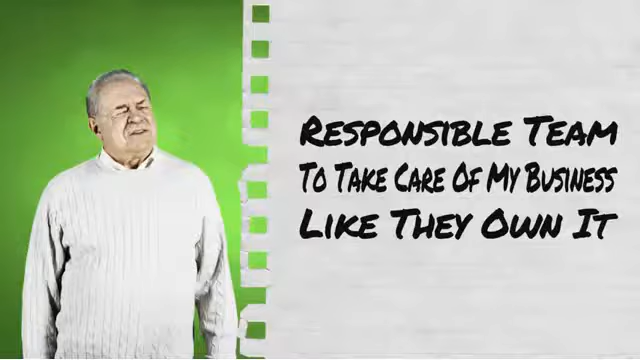 Responsible Team
To Take Care Of My Business
Like They Own It